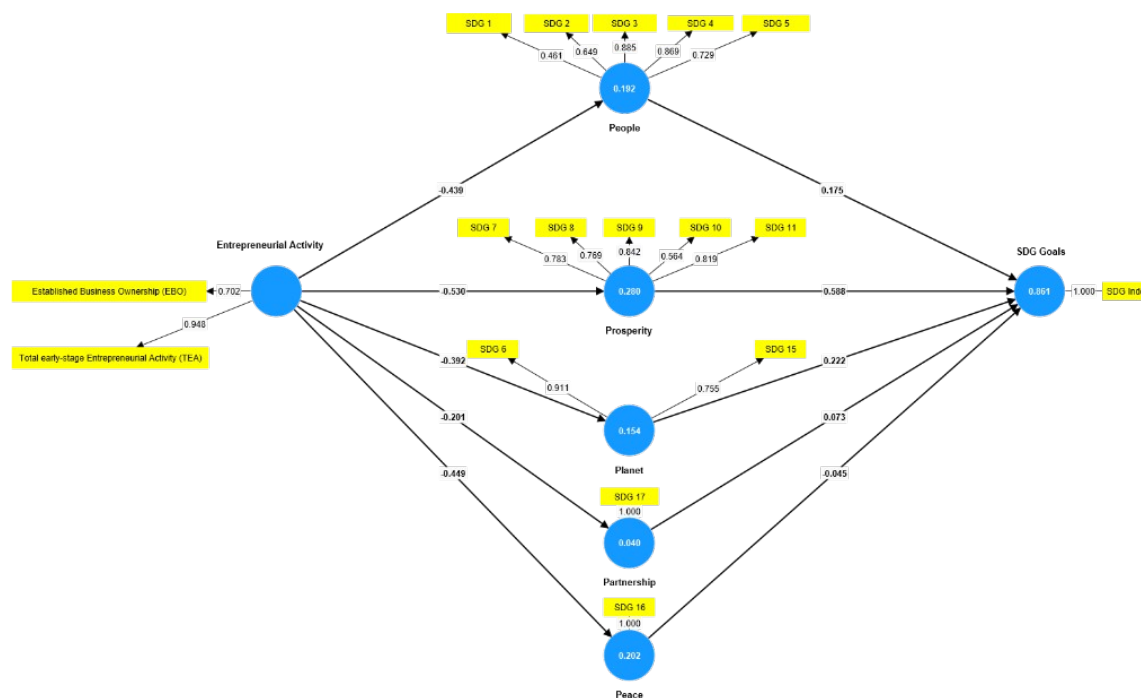 SDG 1
SDG 2
SDG 3
SDG 4
SDG 5
0.461
0.649
0.885
0.869
0.729
0.192
People
-0.439
0.175
SDG 7
SDG 8
SDG 9
SDG 10
SDG 11
0.783
0.769
0.842
0.564
0.819
Entrepreneurial Activity
SDG Goals
Established Business Ownership (EBO)
0.702
-0.530
0.280
0.588
0.861
1.000
SDG Inde
Prosperity
0.948
Total early-stage Entrepreneurial Activity (TEA)
SDG 6
SDG 15
-0.392
0.911
0.755
0.222
-0.201
0.154
0.073
-0.449
Planet
-0.045
SDG 17
1.000
0.040
Partnership
SDG 16
1.000
0.202
Peace